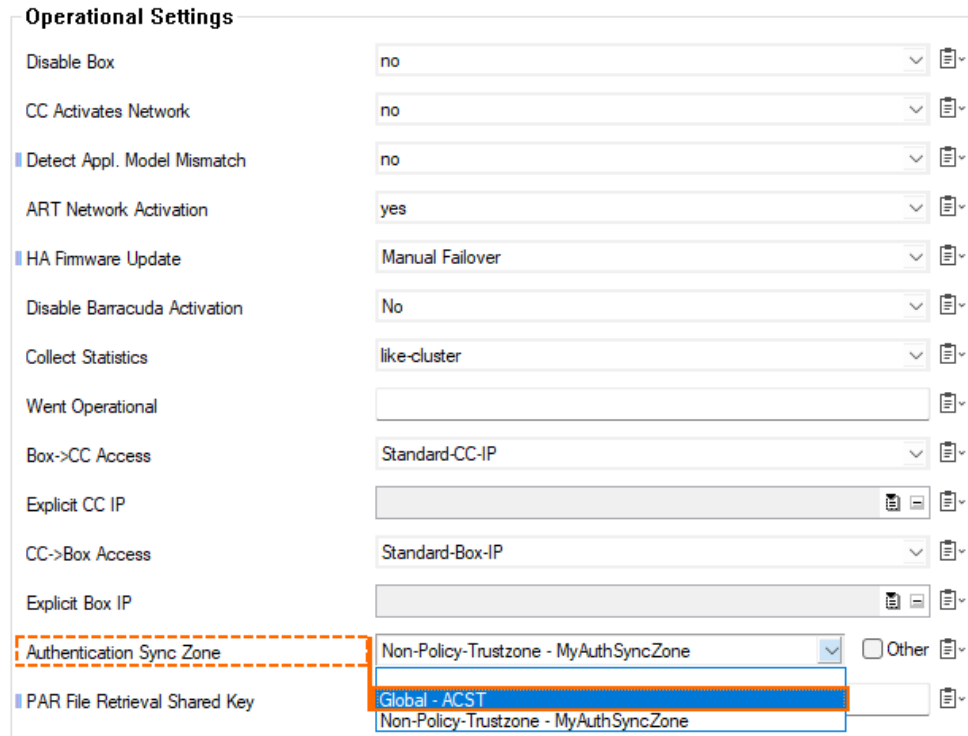 Operational Settings
Disable Box no
CC Activates Network no
Detect Appl. Model Mismatch no
ART Network Activation yes
HA Firmware Update Manual Failover
Disable Barracuda Activation No
Collect Statistics like-cluster
Went Operational
Box->CC Access Standard-CC-IP
Explicit CC IP
CC->Box Access Standard-Box-IP
Explicit Box IP
Authentication Sync Zone Non-Policy-Trustzone - MyAuthSyncZone Other
PAR File Retrieval Shared Key Global - ACST
Non-Policy-Trustzone - MyAuthSyncZone